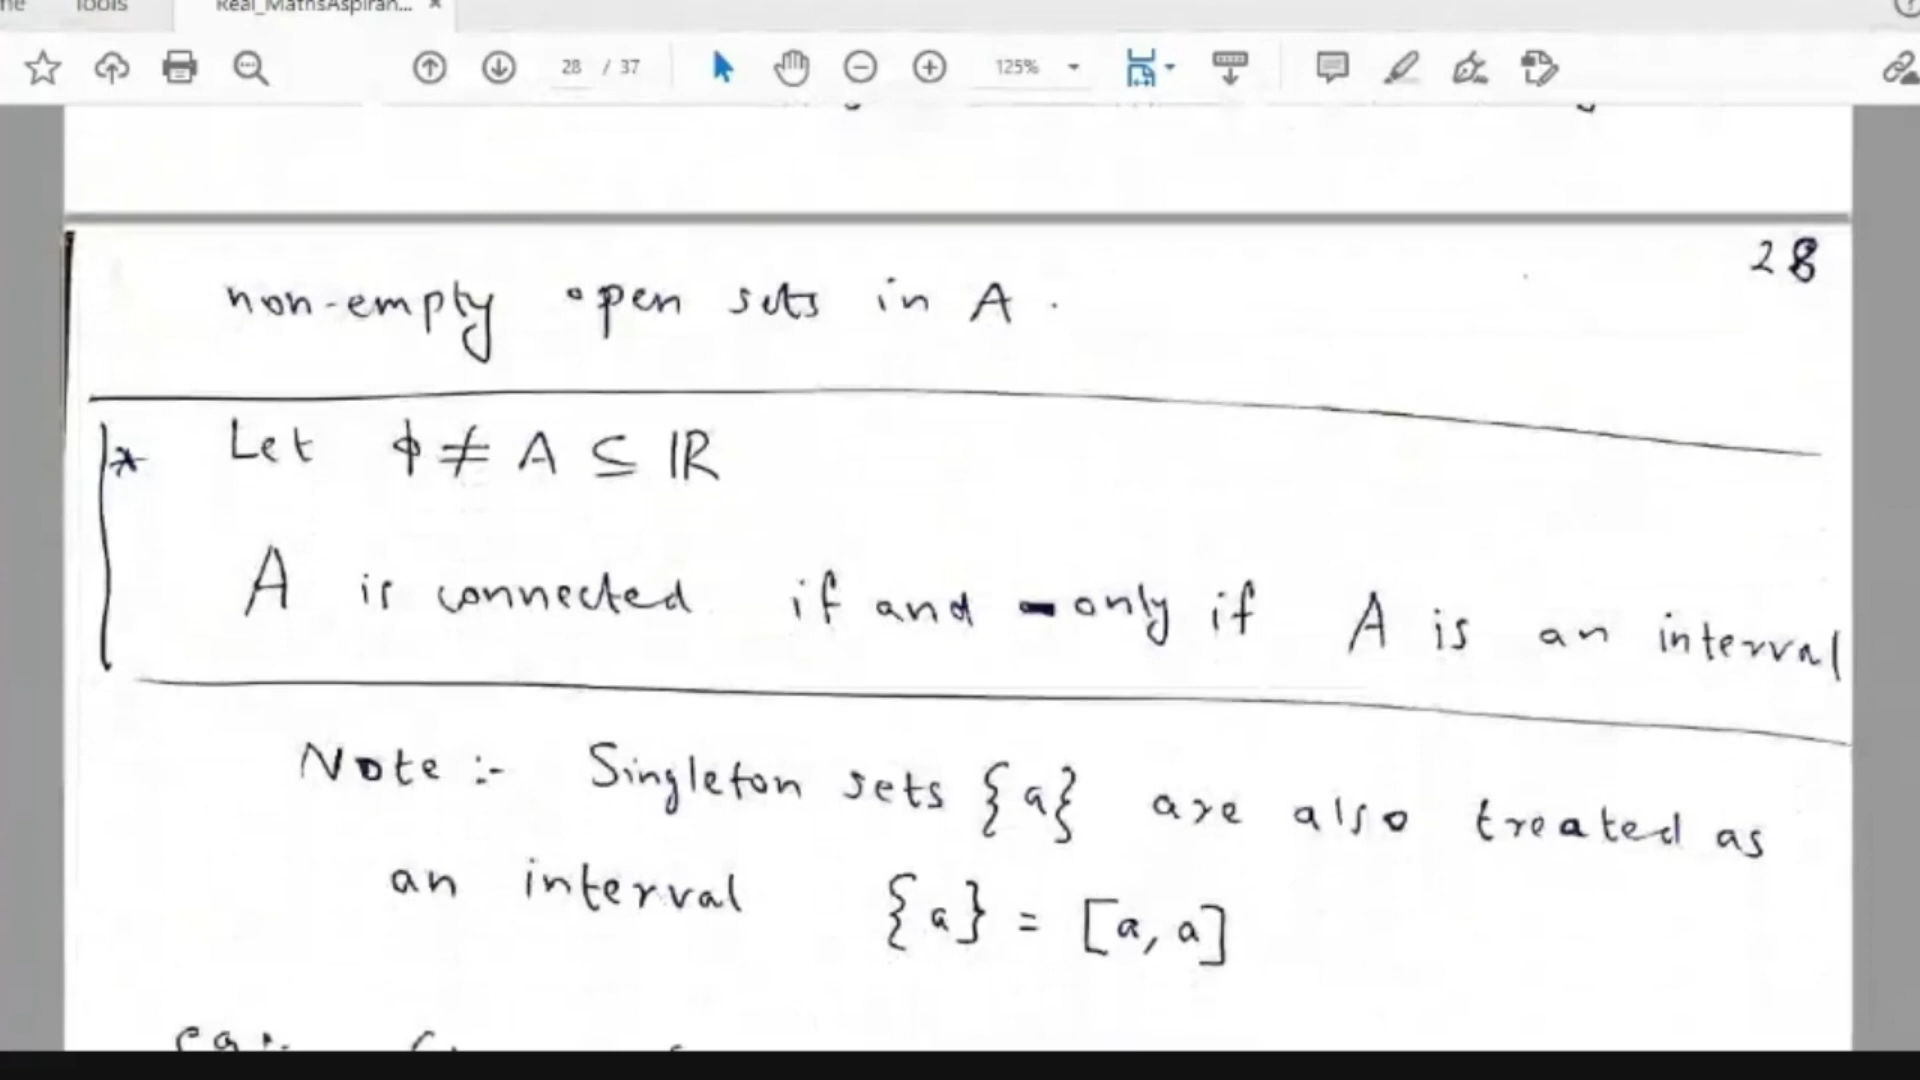 Tools
Real_MathsAspiran...
28 / 37
125%
28
non-empty open sets in A.
* Let ϕ ≠ A ⊆ ℝ
A is connected if and only if A is an interval
Note :- Singleton sets {a} are also treated as
an interval {a} = [a, a]